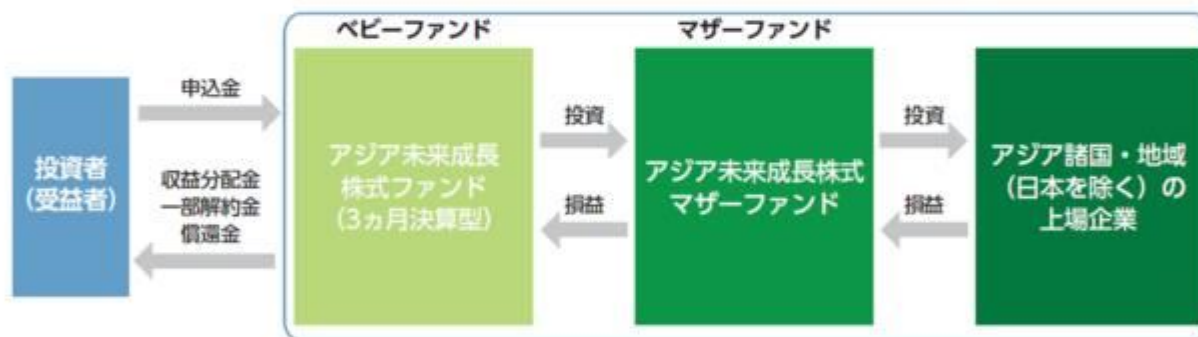 ベビーファンド
マザーファンド
投資者
(受益者)
申込金
収益分配金
一部解約金
償還金
アジア未来成長
株式ファンド
(3ヵ月決算型)
投資
損益
アジア未来成長株式
マザーファンド
投資
損益
アジア諸国・地域
(日本を除く)の
上場企業